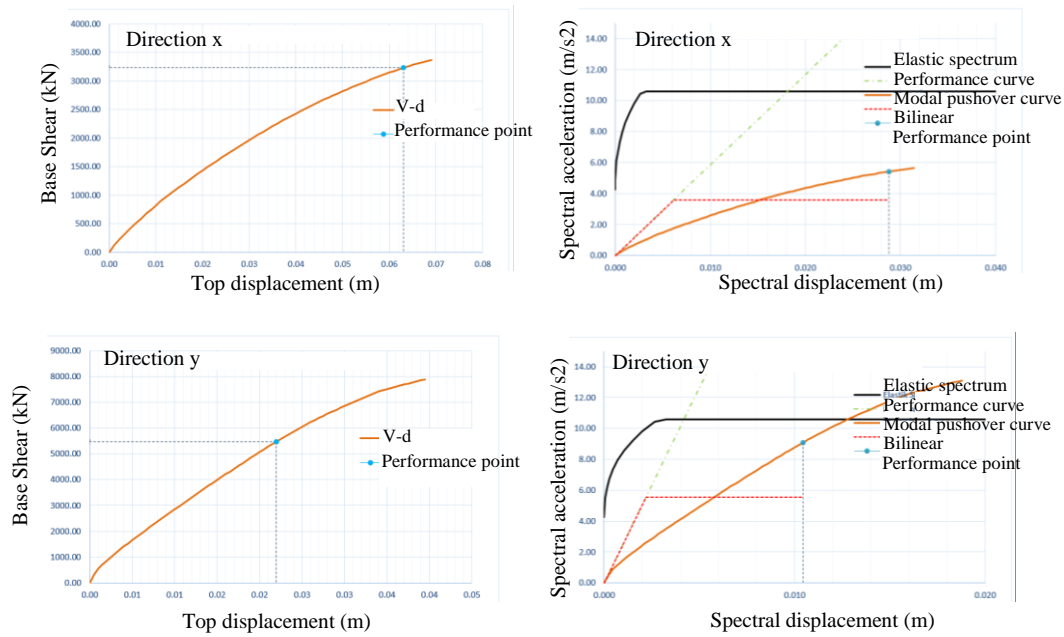 Direction x
Base Shear (kN)
4000.00
3500.00
3000.00
2500.00
2000.00
1500.00
1000.00
500.00
0.00
0.00
0.01
0.02
0.03
0.04
0.05
0.06
0.07
0.08
V-d
Performance point
Top displacement (m)
Direction x
Spectral acceleration (m/s2)
14.00
12.00
10.00
8.00
6.00
4.00
2.00
0.00
0.000
0.010
0.020
0.030
0.040
Elastic spectrum
Performance curve
Modal pushover curve
Bilinear
Performance point
Spectral displacement (m)
Direction y
Base Shear (kN)
9000.00
8000.00
7000.00
6000.00
5000.00
4000.00
3000.00
2000.00
1000.00
0.00
0.00
0.01
0.01
0.02
0.02
0.03
0.03
0.04
0.04
0.05
V-d
Performance point
Top displacement (m)
Direction y
Spectral acceleration (m/s2)
14.00
12.00
10.00
8.00
6.00
4.00
2.00
0.00
0.000
0.010
0.020
Elastic spectrum
Performance curve
Modal pushover curve
Bilinear
Performance point
Spectral displacement (m)